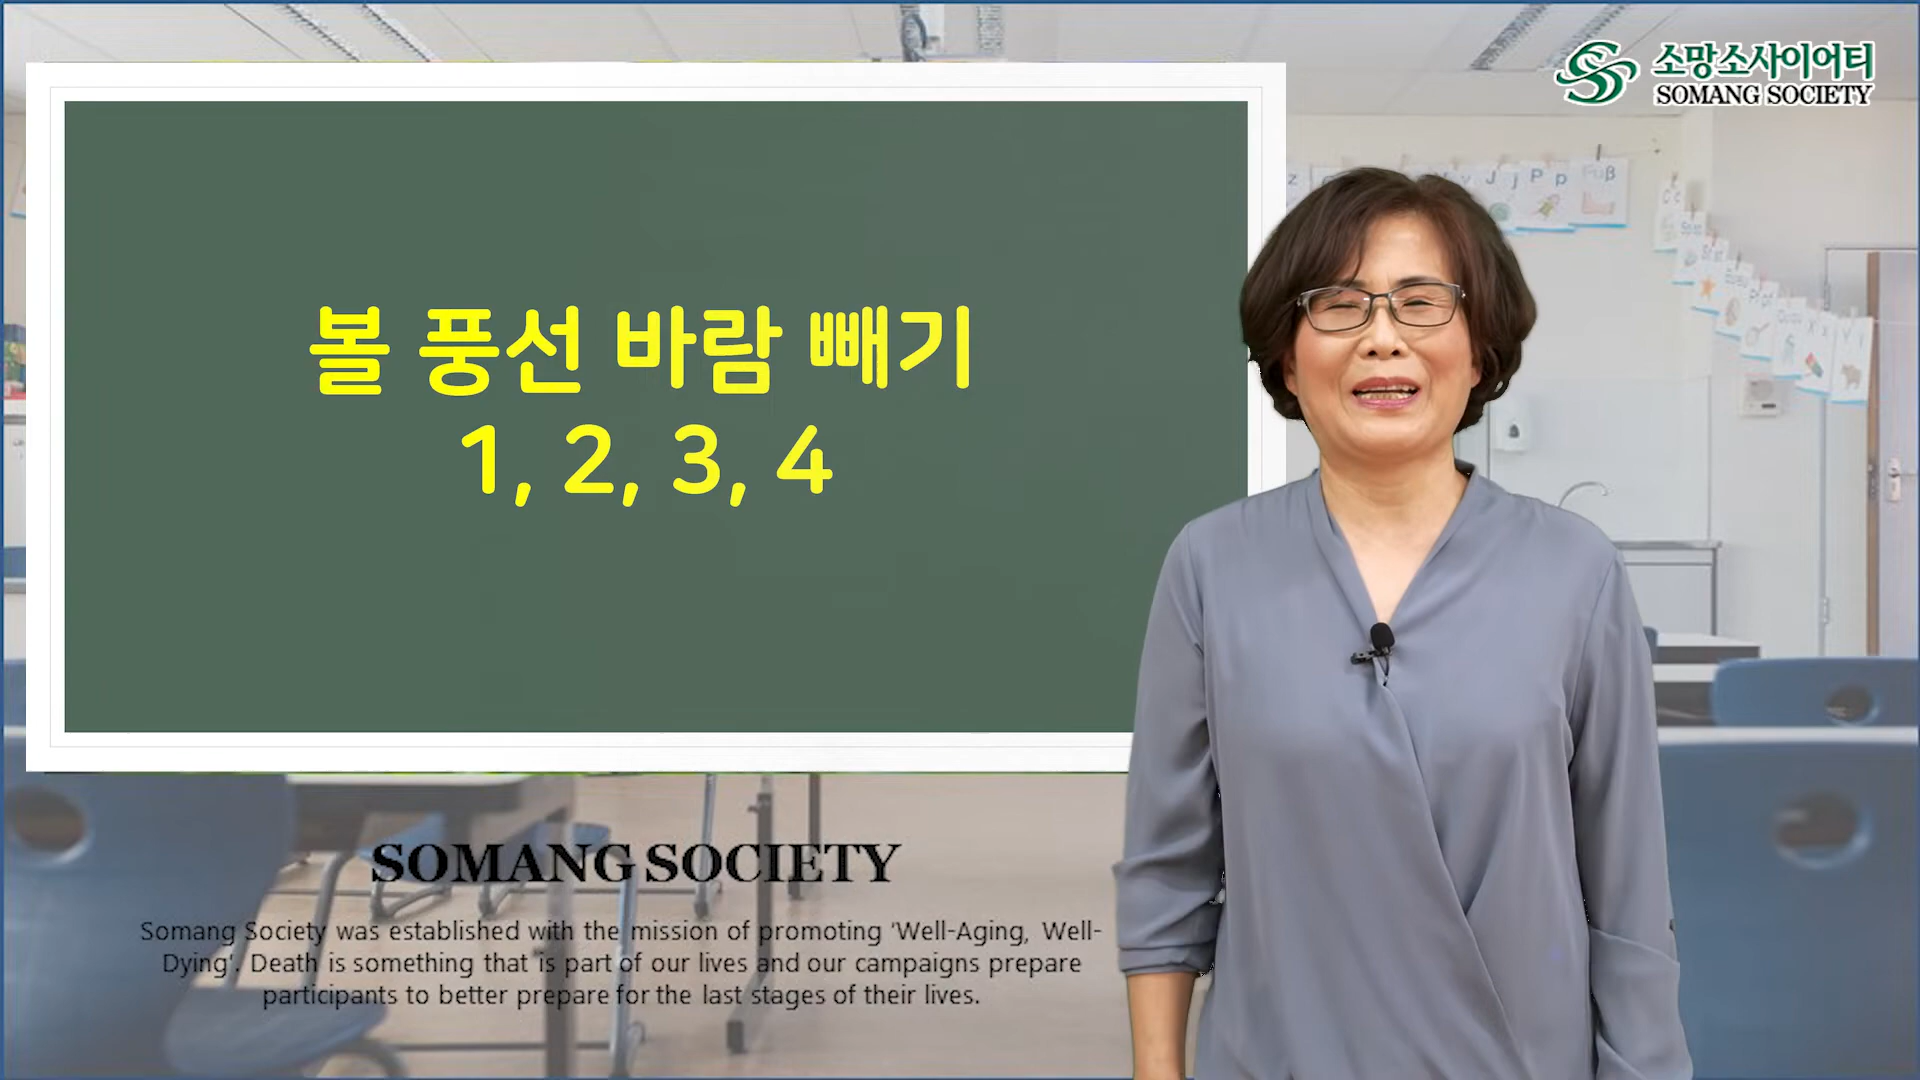 소망소사이어티
SOMANG SOCIETY
볼 풍선 바람 빼기
1, 2, 3, 4
J j P p Fuß
SOMANG SOCIETY
Somang Society was established with the mission of promoting 'Well-Aging, Well-
Dying'. Death is something that is part of our lives and our campaigns prepare
participants to better prepare for the last stages of their lives.